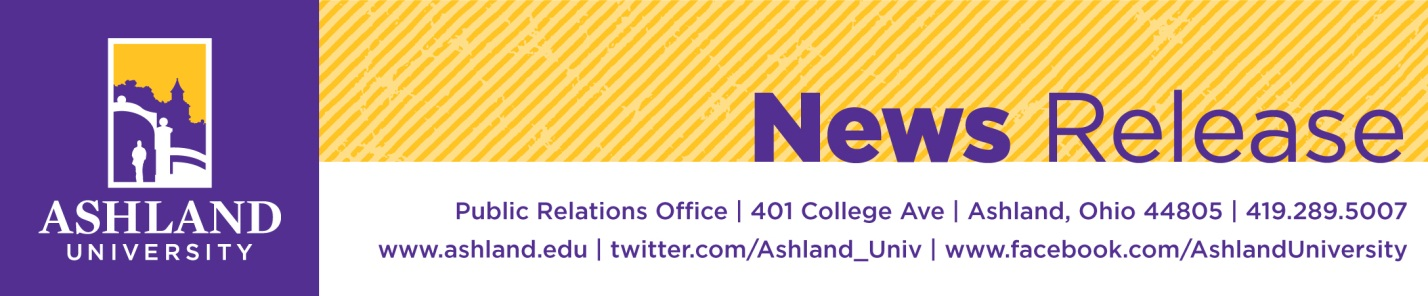 ASHLAND
UNIVERSITY
News Release
Public Relations Office | 401 College Ave | Ashland, Ohio 44805 | 419.289.5007
www.ashland.edu | twitter.com/Ashland_Univ | www.facebook.com/AshlandUniversity